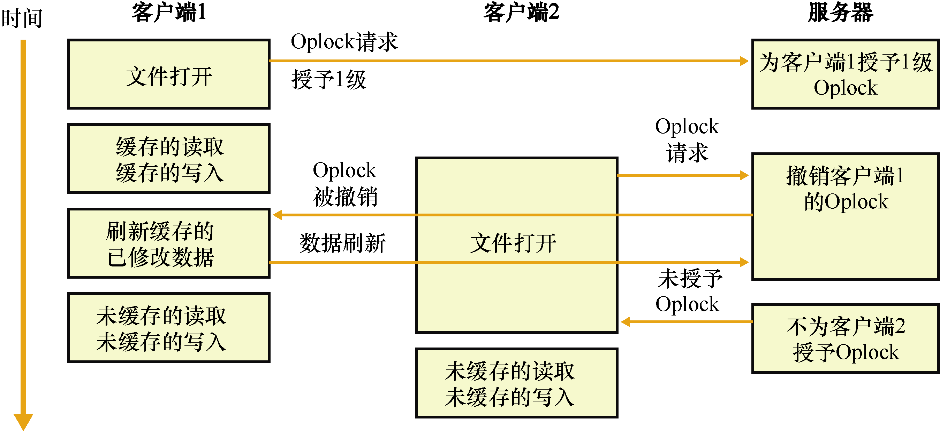 时间
客户端1
客户端2
服务器
文件打开
Oplock请求
授予1级
为客户端1授予1级
Oplock
缓存的读取
缓存的写入
Oplock
请求
Oplock
被撤销
撤销客户端1
的Oplock
刷新缓存的
已修改数据
数据刷新
文件打开
未授予
Oplock
未缓存的读取
未缓存的写入
不为客户端2
授予Oplock
未缓存的读取
未缓存的写入